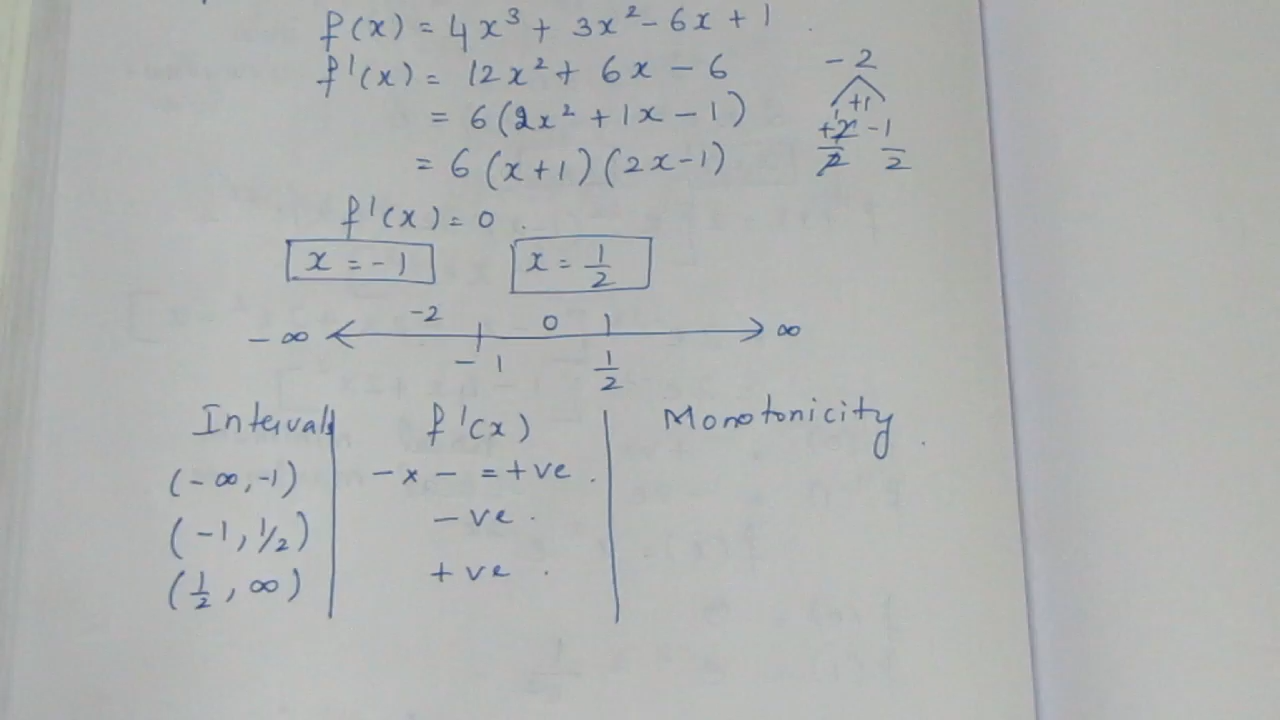 f(x) = 4x³ + 3x² - 6x + 1
f'(x) = 12x² + 6x - 6
- 2
= 6(2x² + 1x - 1)
+1
= 6(x+1)(2x-1)
+2/2 -1/2
f'(x) = 0
x = -1 x = 1/2
-∞ -2 -1 0 1/2 ∞
Intervals f'(x) Monotonicity
(-∞, -1) - x - = +ve.
(-1, 1/2) -ve.
(1/2, ∞) +ve.